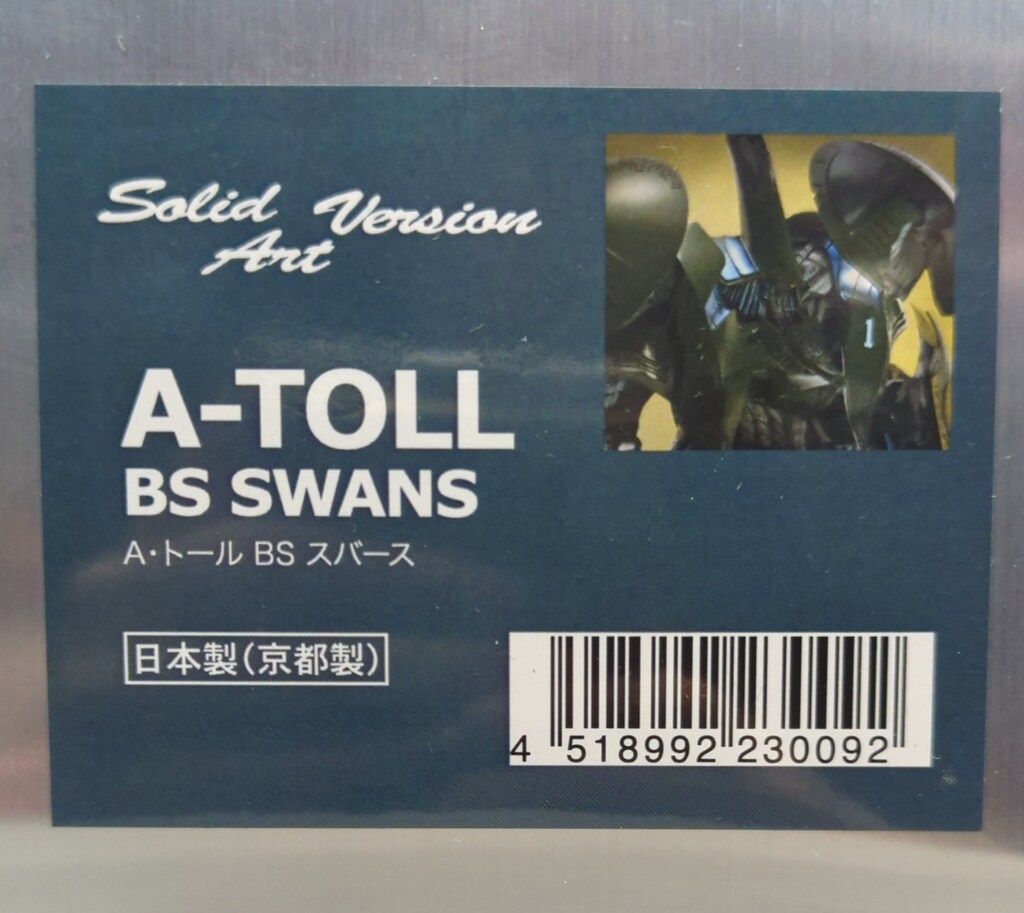 Solid Version
Art
A-TOLL
BS SWANS
A・トール BS スバース
日本製(京都製)
1
4 518992 230092